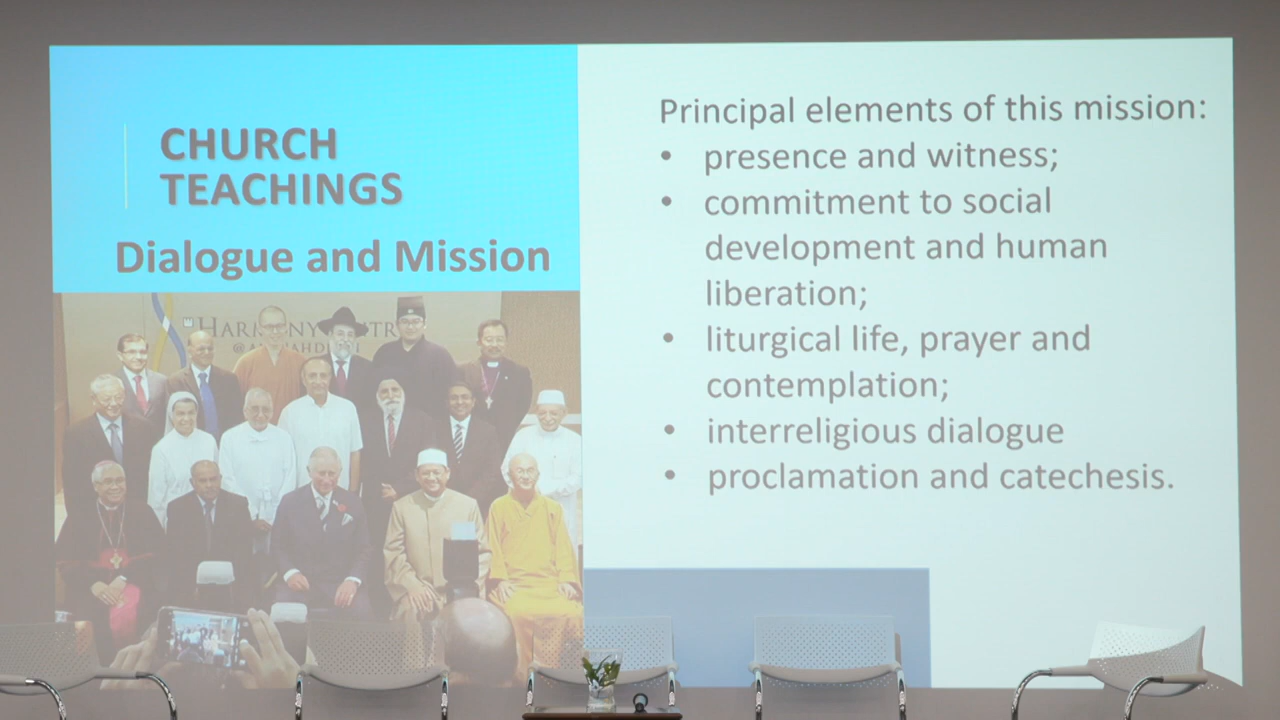 CHURCH
TEACHINGS
Dialogue and Mission
Principal elements of this mission:
• presence and witness;
• commitment to social
development and human
liberation;
• liturgical life, prayer and
contemplation;
• interreligious dialogue
• proclamation and catechesis.